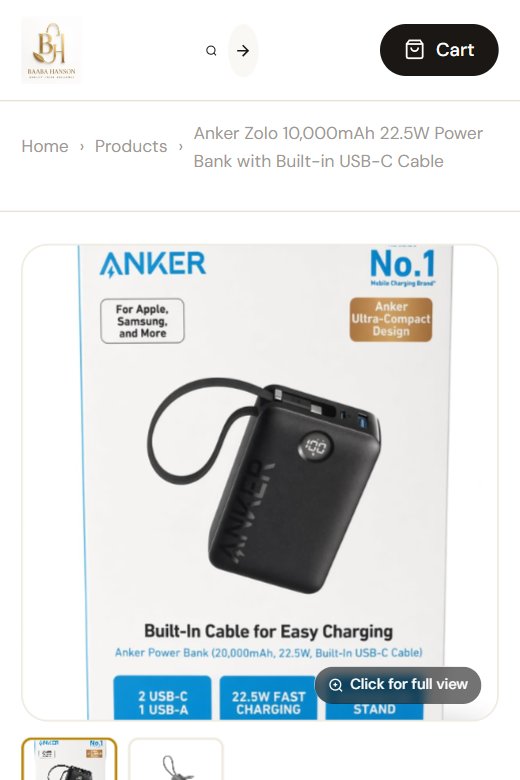 BH
BAABA HANSON
Cart
Home › Products ›
Anker Zolo 10,000mAh 22.5W Power
Bank with Built-in USB-C Cable
ANKER
No.1
Mobile Charging Brand*
For Apple,
Samsung,
and More
Anker
Ultra-Compact
Design
100
ANKER
Built-In Cable for Easy Charging
Anker Power Bank (20,000mAh, 22.5W, Built-In USB-C Cable)
2 USB-C
1 USB-A
22.5W FAST
CHARGING
STAND
Click for full view
ANKER
No.1